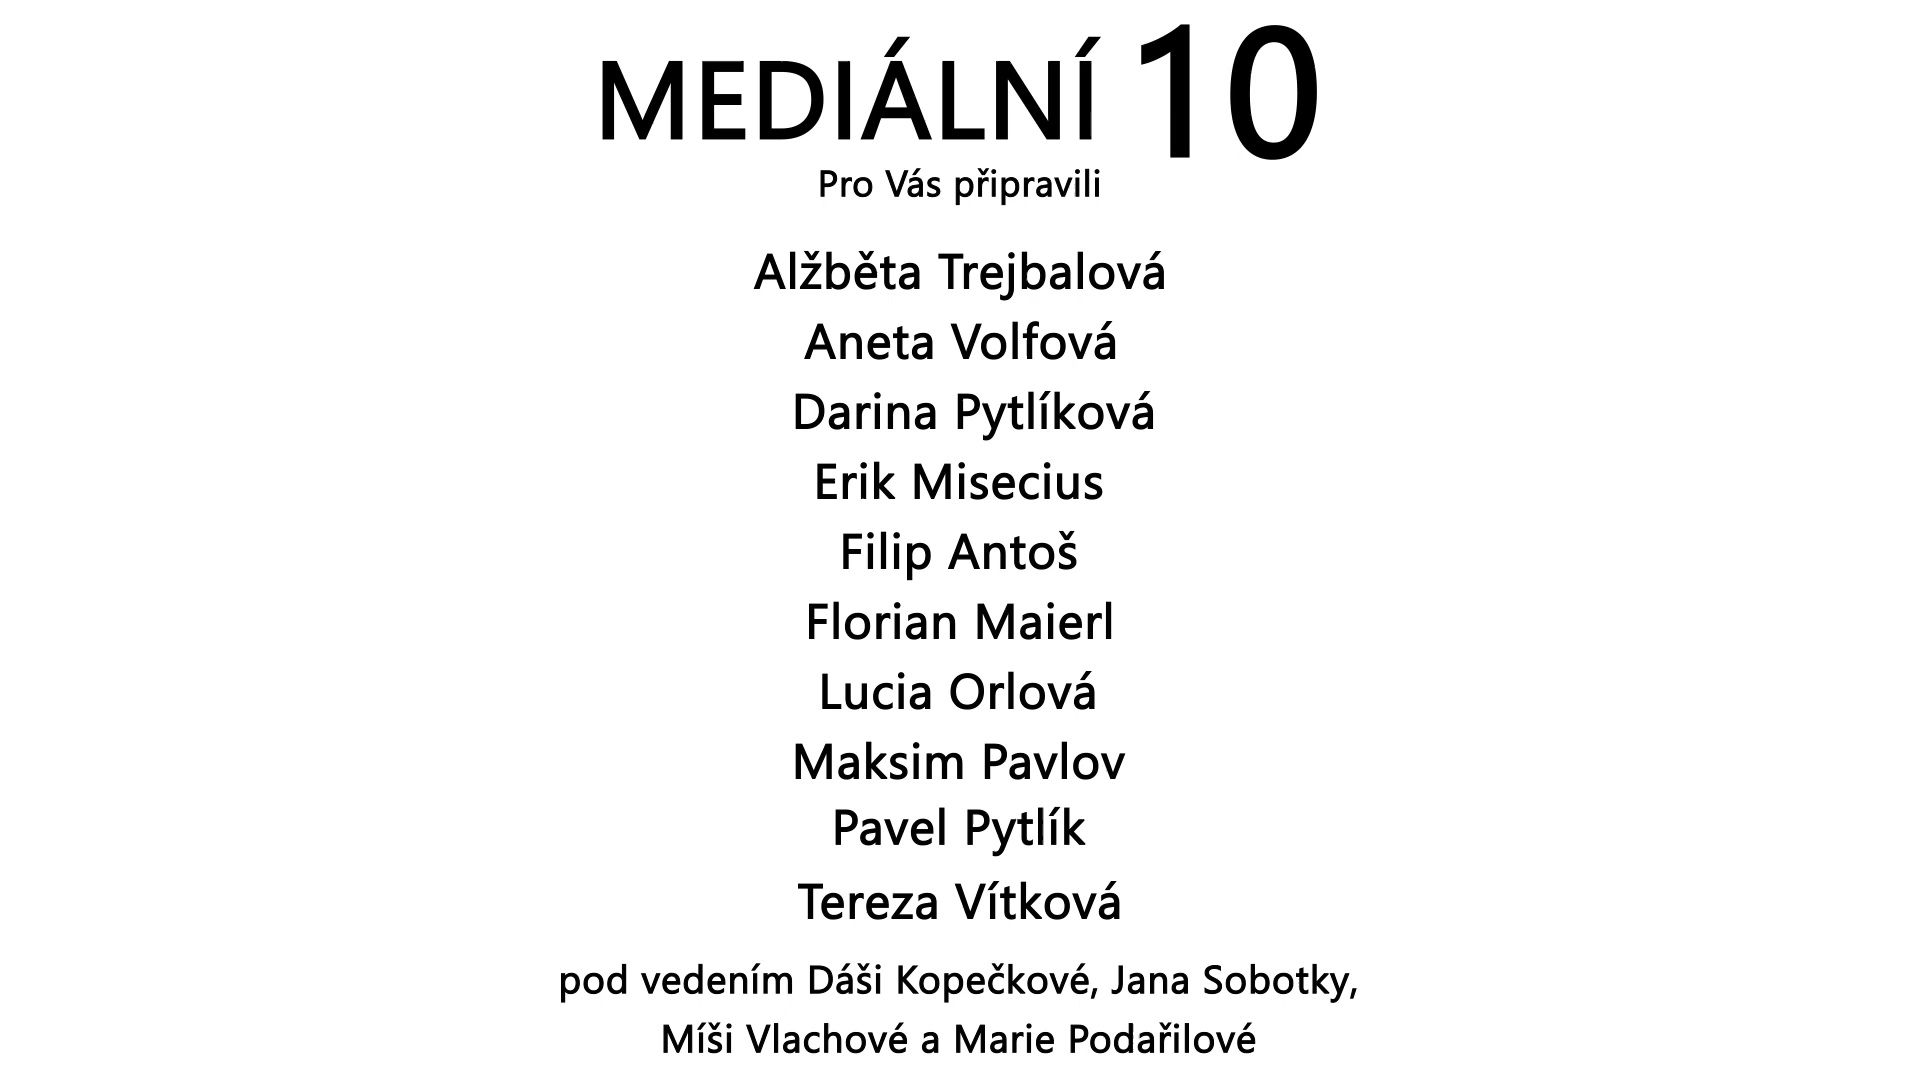 MEDIÁLNÍ 10
Pro Vás připravili
Alžběta Trejbalová
Aneta Volfová
Darina Pytlíková
Erik Misecius
Filip Antoš
Florian Maierl
Lucia Orlová
Maksim Pavlov
Pavel Pytlík
Tereza Vítková
pod vedením Dáši Kopečkové, Jana Sobotky,
Míši Vlachové a Marie Podařilové